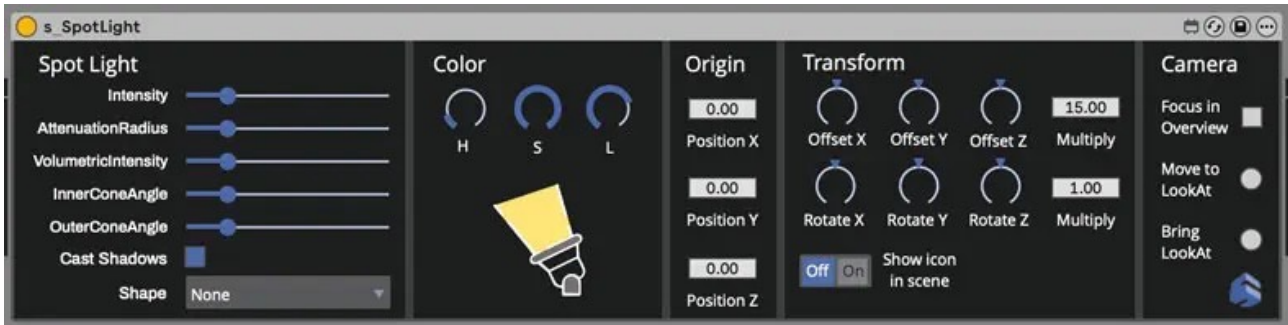 s_SpotLight
Spot Light
Intensity
AttenuationRadius
VolumetricIntensity
InnerConeAngle
OuterConeAngle
Cast Shadows
Shape
None
Color
H
S
L
Origin
0.00
Position X
0.00
Position Y
0.00
Position Z
Transform
15.00
Offset X
Offset Y
Offset Z
Multiply
1.00
Rotate X
Rotate Y
Rotate Z
Multiply
Off
On
Show icon
in scene
Camera
Focus in
Overview
Move to
LookAt
Bring
LookAt